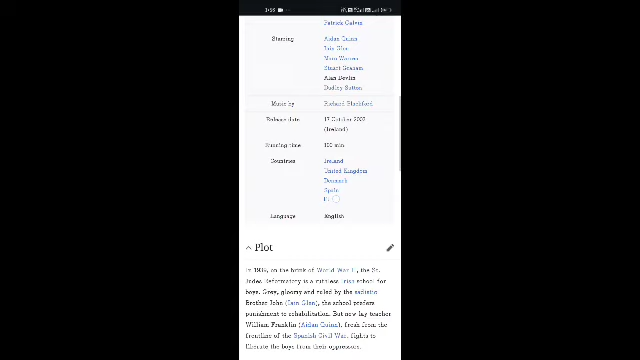 Patrick Galvin
Starring
Aidan Quinn
Iain Glen
Marc Warren
Stuart Graham
Alan Devlin
Dudley Sutton
Music by
Richard Blackford
Release date
17 October 2003
(Ireland)
Running time
100 min.
Countries
Ireland
United Kingdom
Denmark
Spain
Language
English
Plot
In 1939, on the brink of World War II, the St.
Judes Reformatory is a ruthless Irish school for
boys. Grey, gloomy and ruled by the sadistic
Brother John (Iain Glen), the school prefers
punishment to rehabilitation. But new lay teacher
William Franklin (Aidan Quinn), fresh from the
frontline of the Spanish Civil War, fights to
liberate the boys from their oppressors.